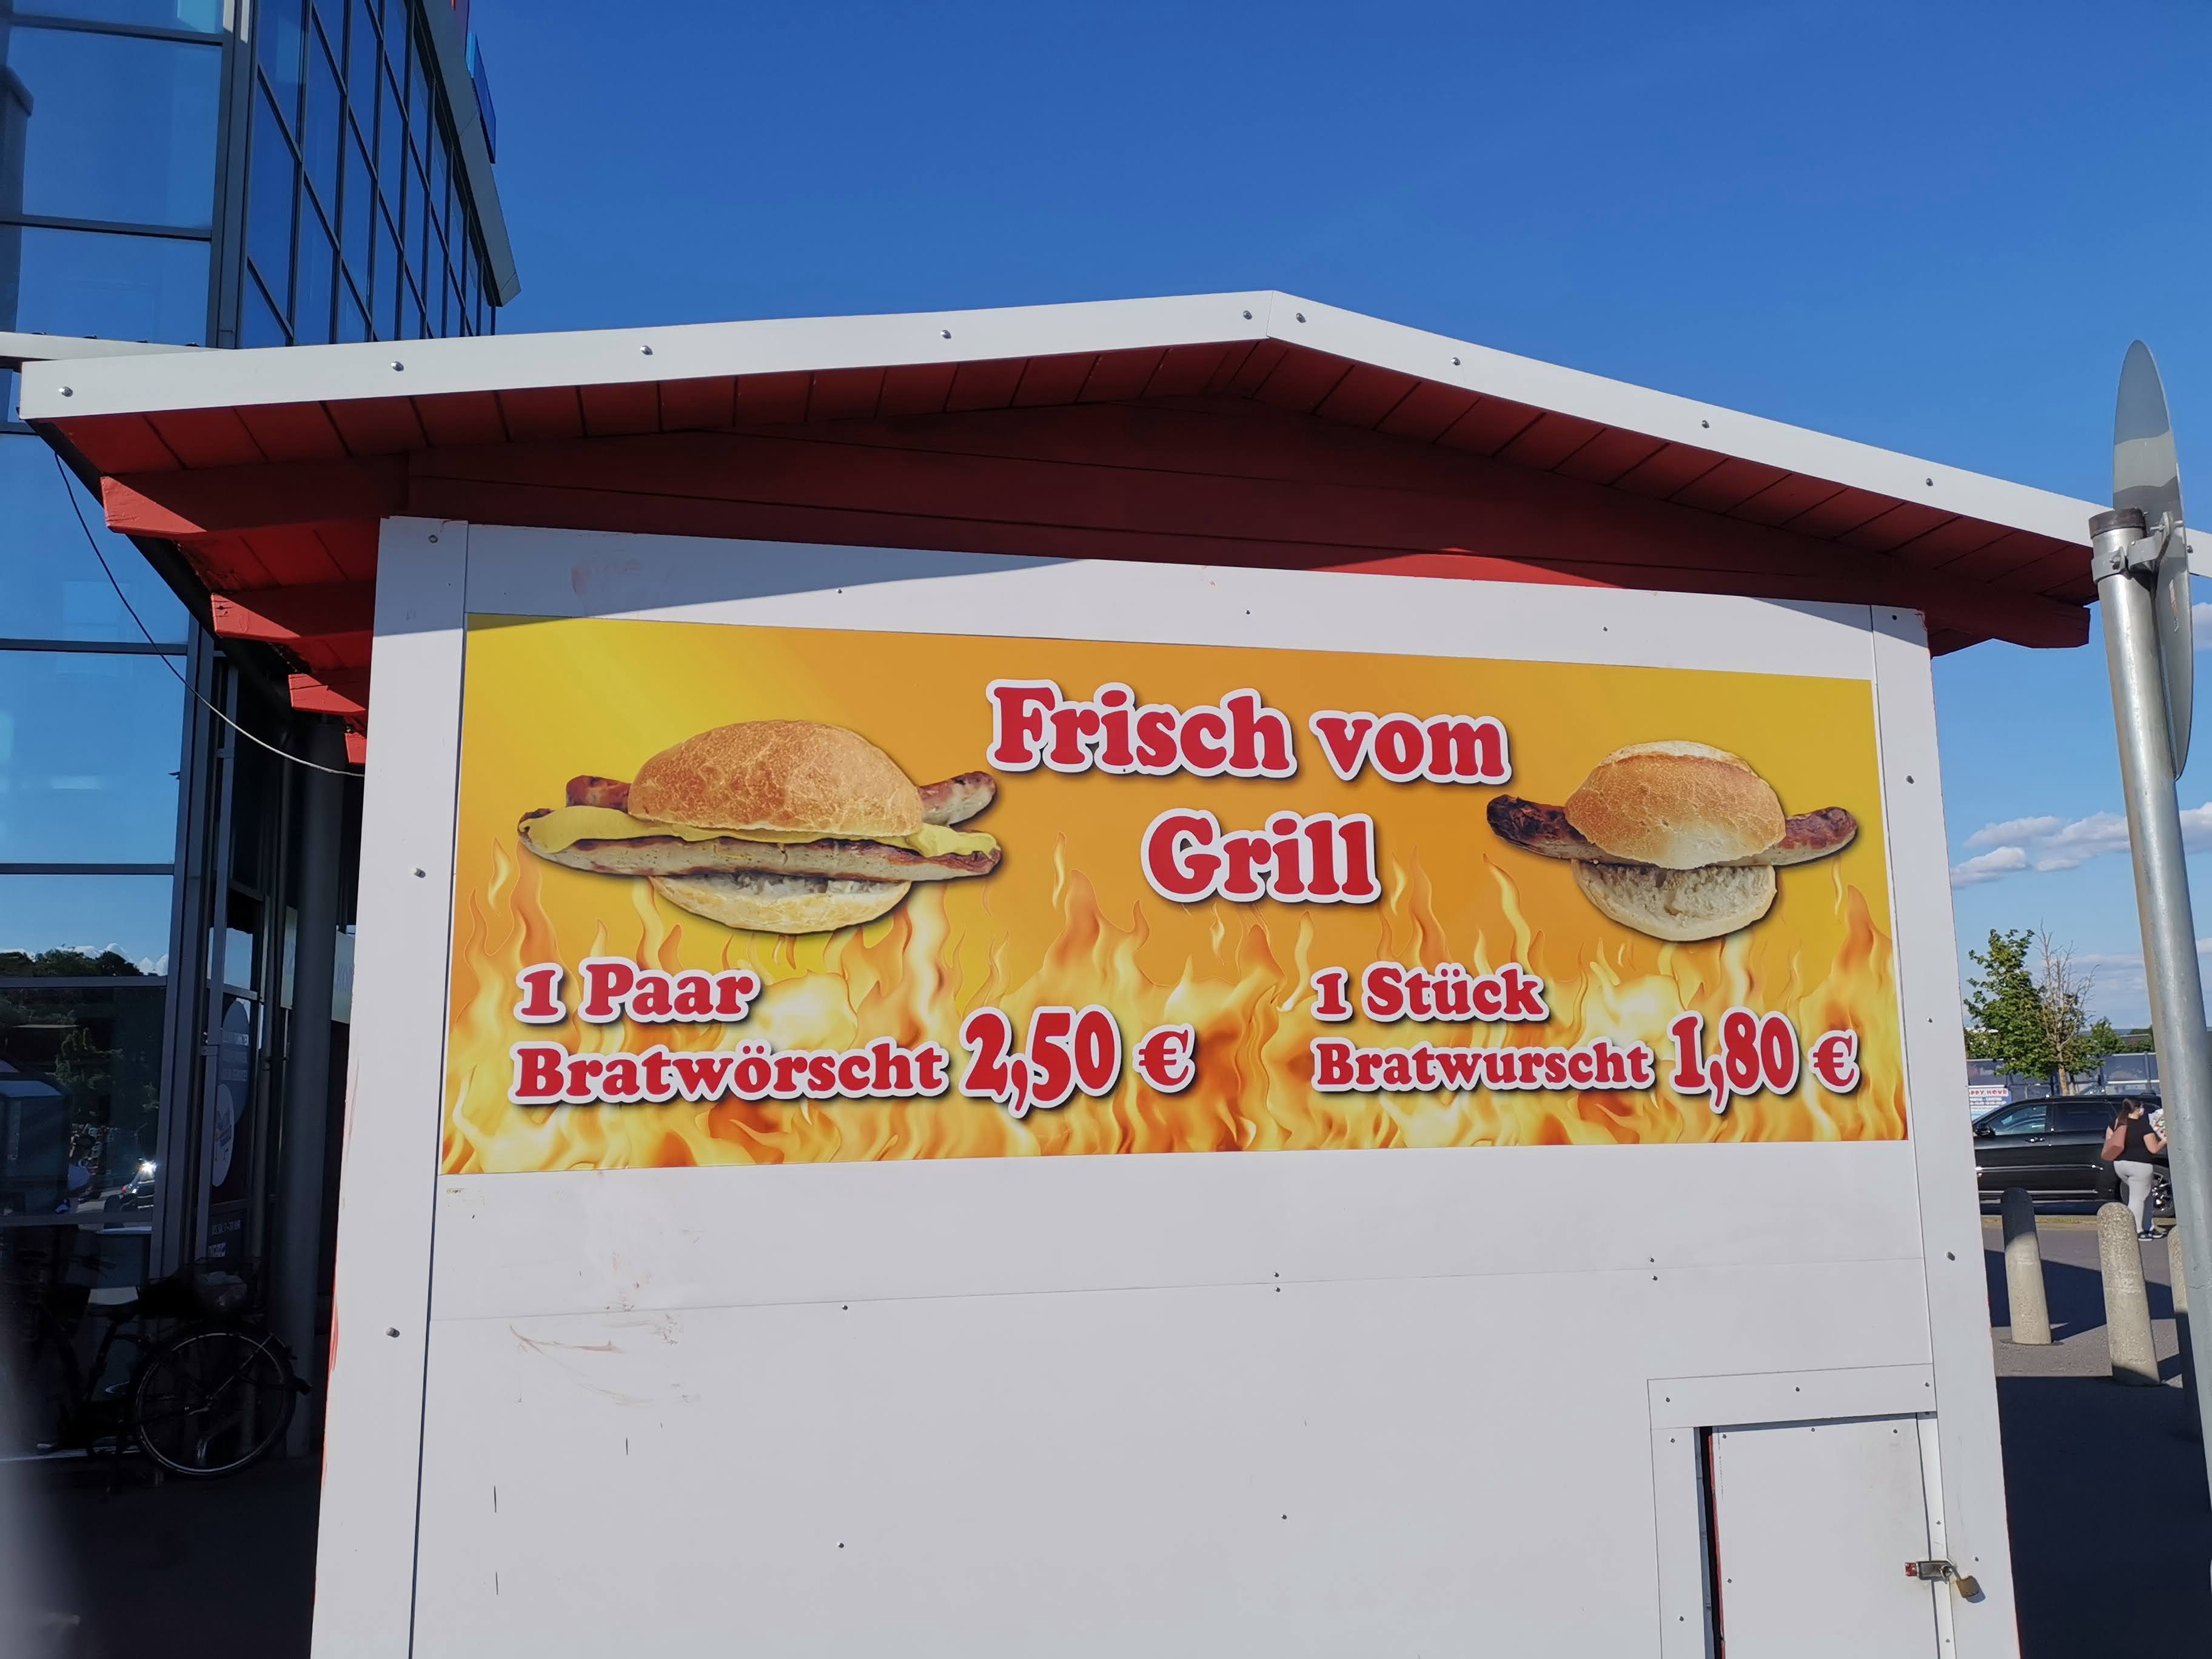 Frisch vom
Grill
1 Paar
Bratwörscht 2,50 €
1 Stück
Bratwurscht 1,80 €